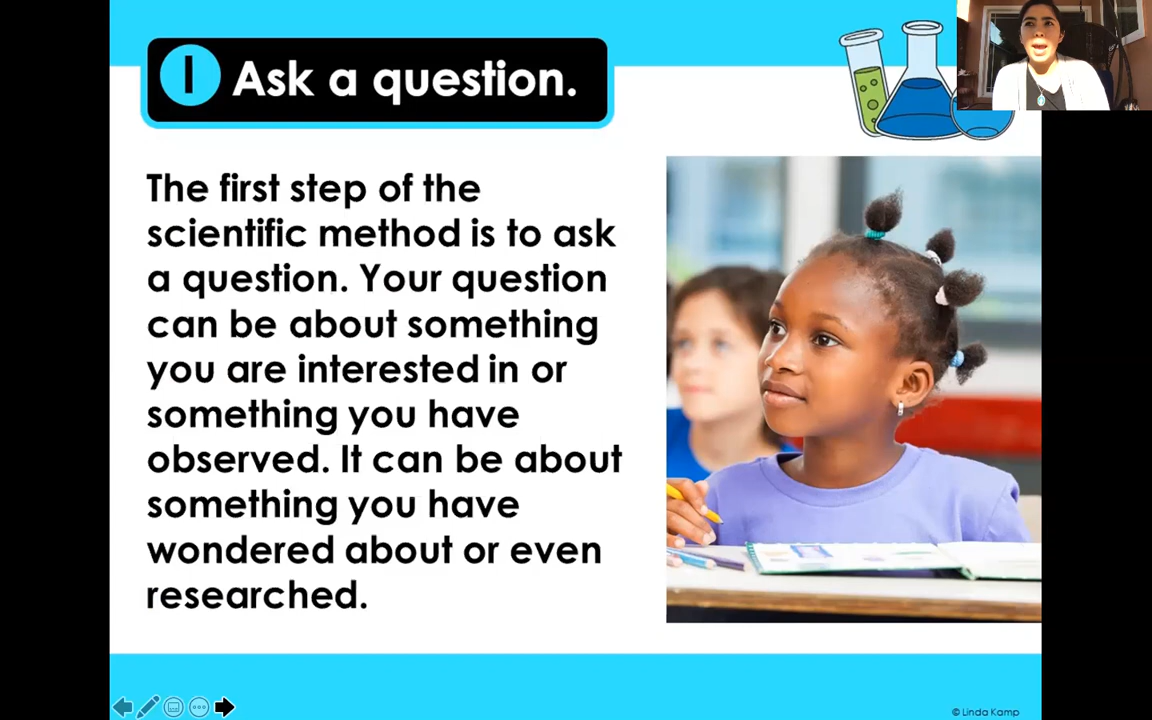 1 Ask a question.
The first step of the
scientific method is to ask
a question. Your question
can be about something
you are interested in or
something you have
observed. It can be about
something you have
wondered about or even
researched.
© Linda Kamp